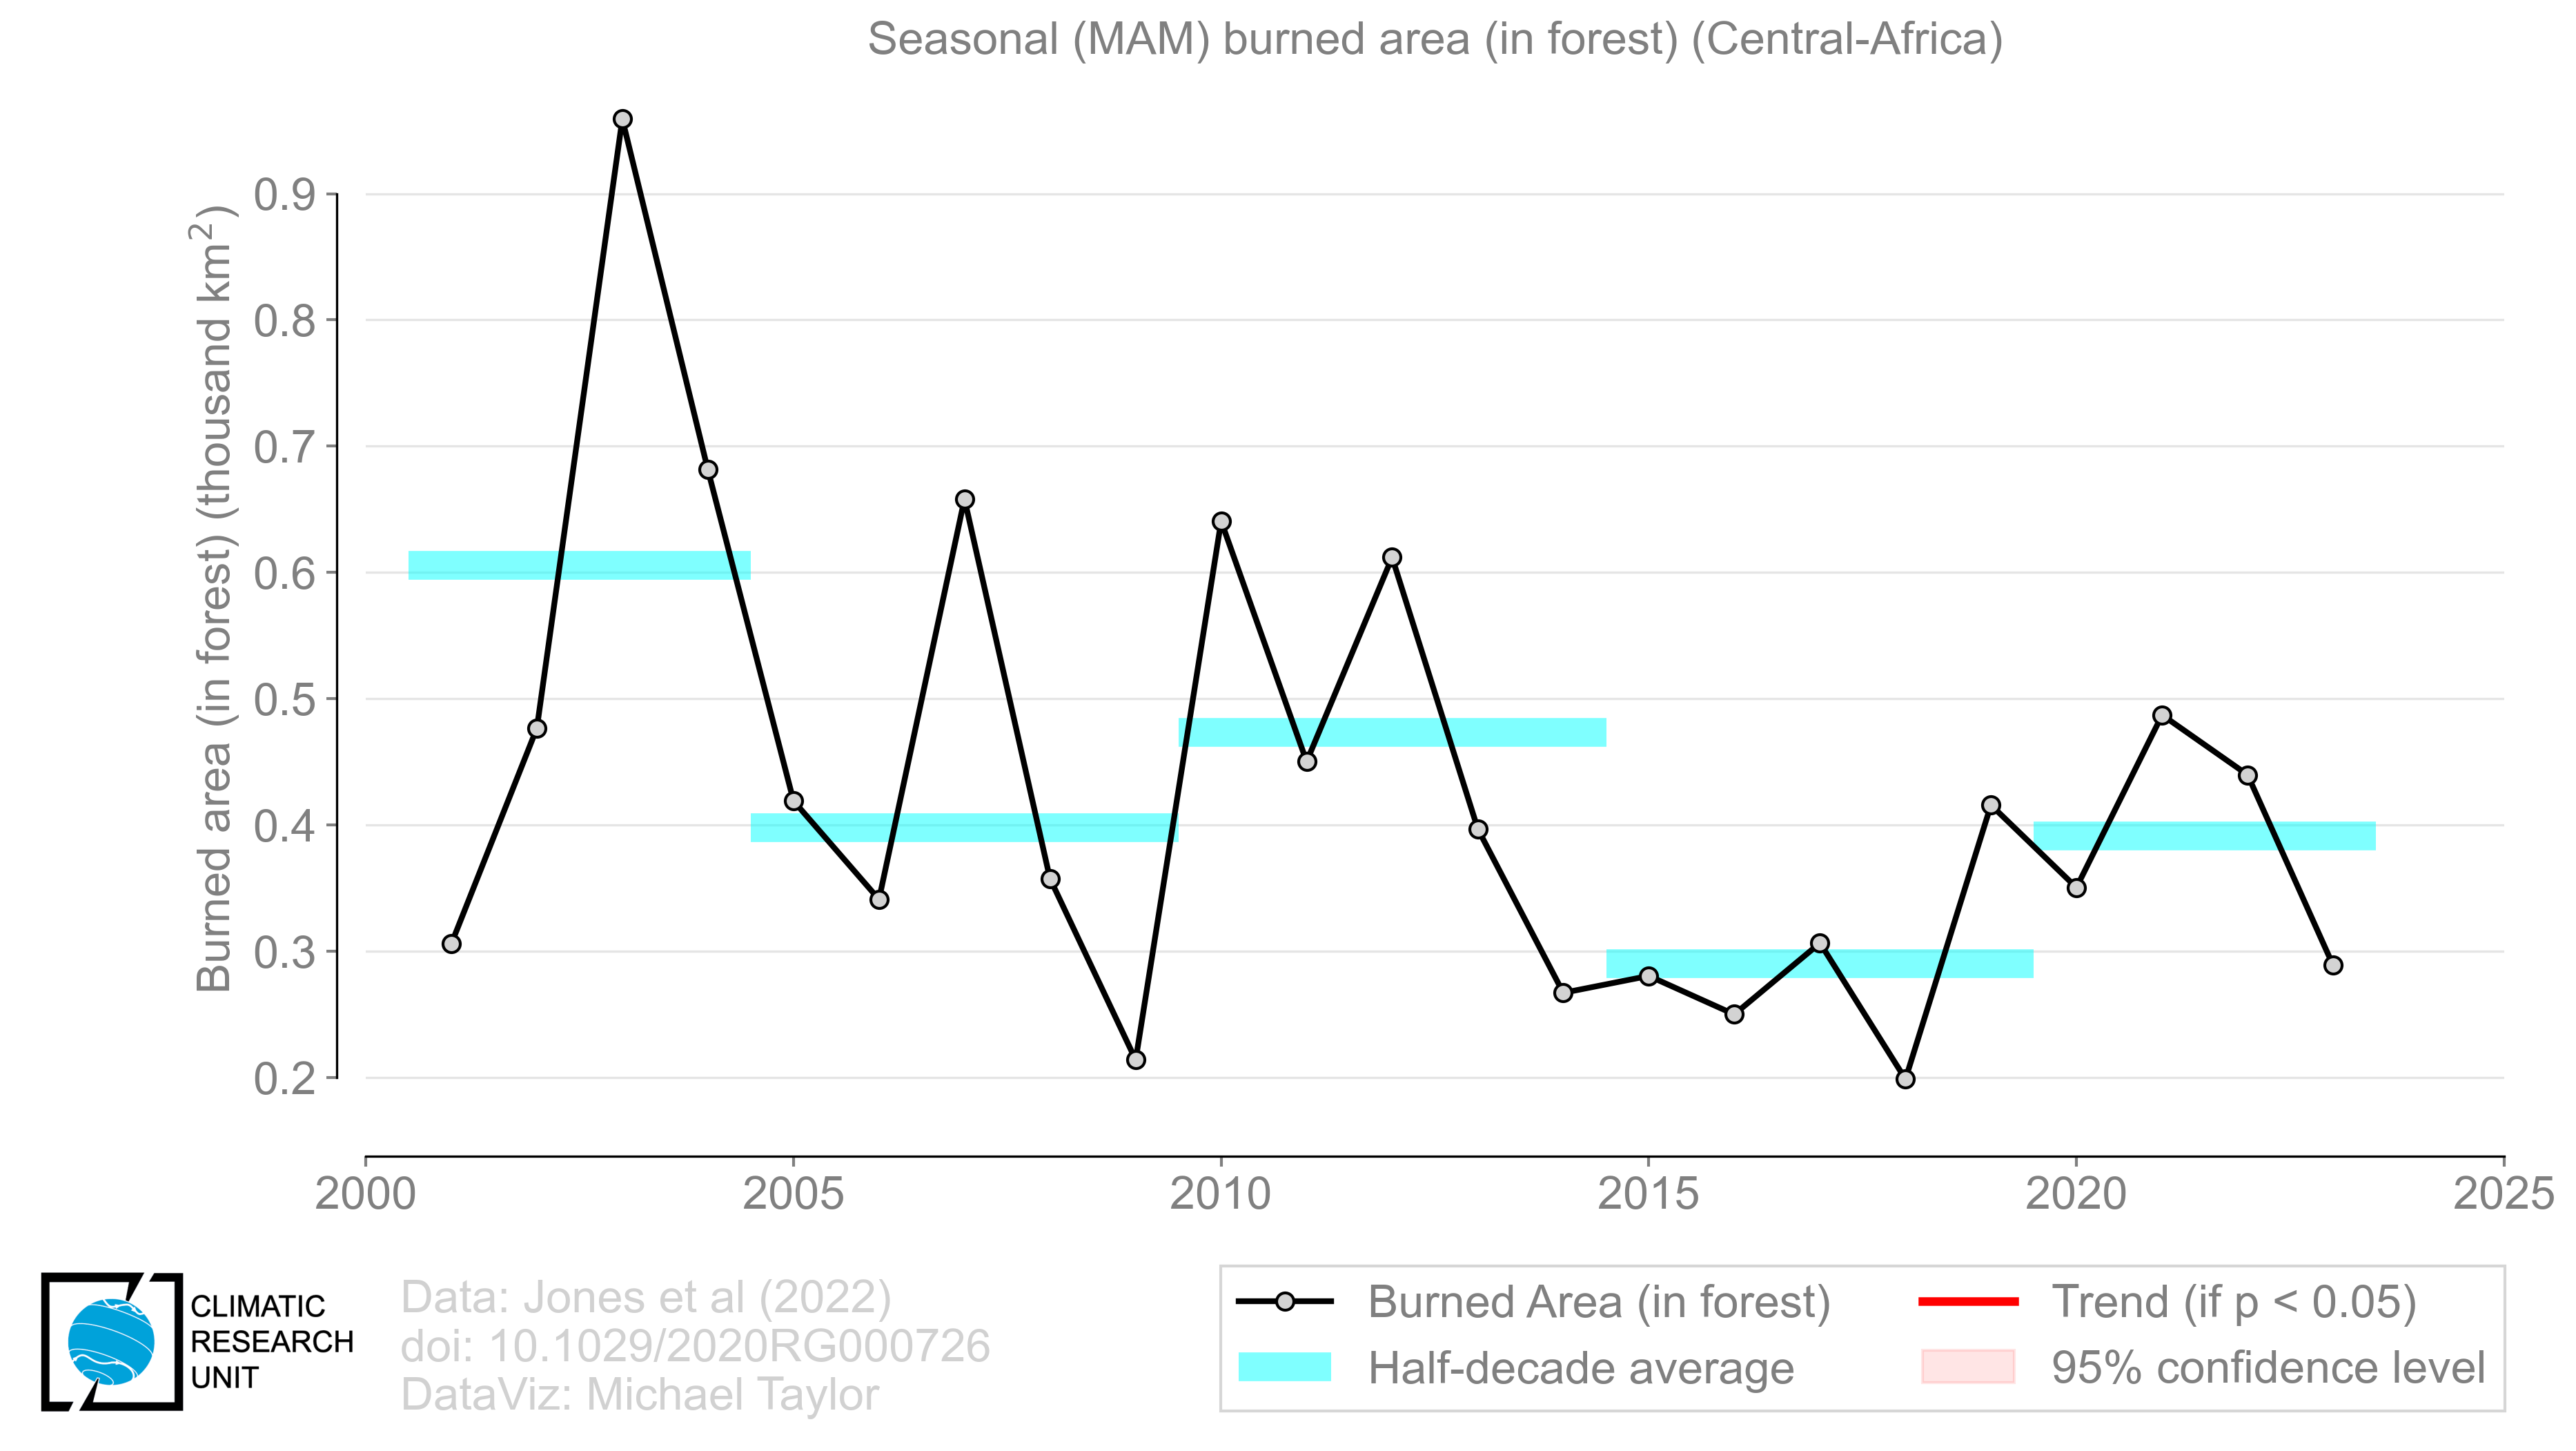 Seasonal (MAM) burned area (in forest) (Central-Africa)
Burned area (in forest) (thousand km²)
0.9
0.8
0.7
0.6
0.5
0.4
0.3
0.2
2000 2005 2010 2015 2020 2025
CLIMATIC
RESEARCH
UNIT
Data: Jones et al (2022)
doi: 10.1029/2020RG000726
DataViz: Michael Taylor
Burned Area (in forest)
Half-decade average
Trend (if p < 0.05)
95% confidence level